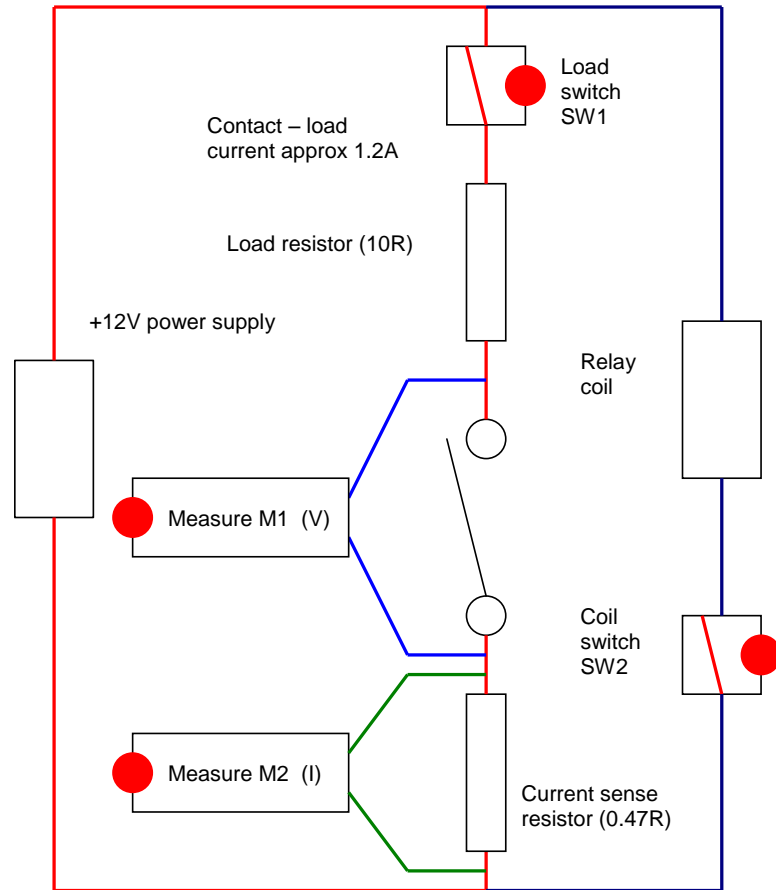 Load
switch
SW1
Contact – load
current approx 1.2A
Load resistor (10R)
+12V power supply
Relay
coil
Measure M1  (V)
Coil
switch
SW2
Measure M2  (I)
Current sense
resistor (0.47R)